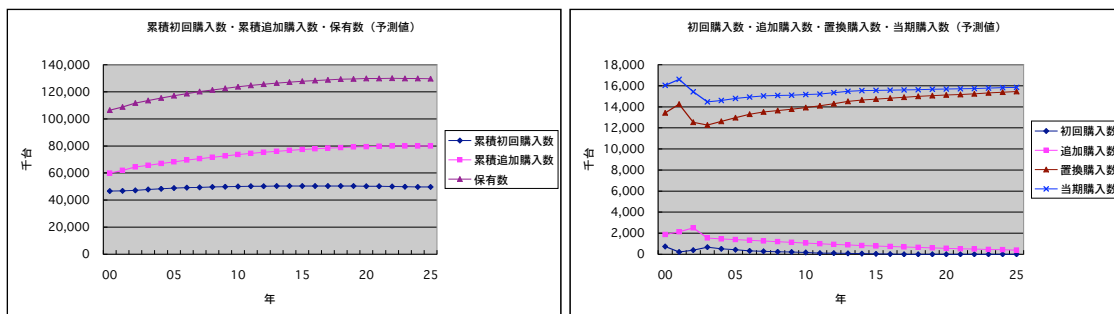 累積初回購入数・累積追加購入数・保有数（予測値）
140,000
120,000
100,000
80,000
60,000
40,000
20,000
0
千台
00 05 10 15 20 25
年
累積初回購入数
累積追加購入数
保有数
初回購入数・追加購入数・置換購入数・当期購入数（予測値）
18,000
16,000
14,000
12,000
10,000
8,000
6,000
4,000
2,000
0
千台
00 05 10 15 20 25
年
初回購入数
追加購入数
置換購入数
当期購入数